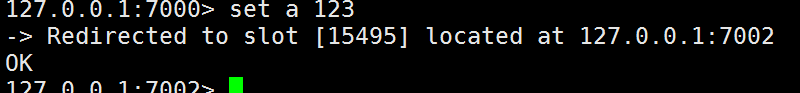 127.0.0.1:7000> set a 123
-> Redirected to slot [15495] located at 127.0.0.1:7002
OK
127.0.0.1:7002>